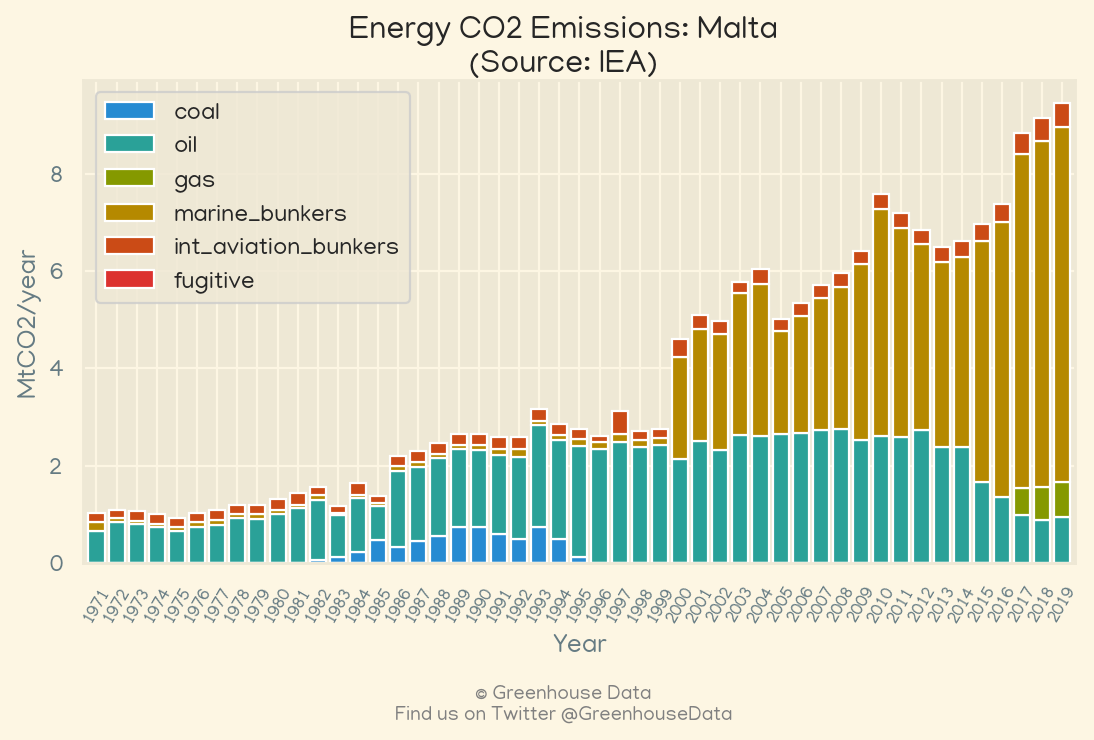 Energy CO2 Emissions: Malta
(Source: IEA)
coal
oil
gas
marine_bunkers
int_aviation_bunkers
fugitive
MtCO2/year
8
6
4
2
0
1971 1972 1973 1974 1975 1976 1977 1978 1979 1980 1981 1982 1983 1984 1985 1986 1987 1988 1989 1990 1991 1992 1993 1994 1995 1996 1997 1998 1999 2000 2001 2002 2003 2004 2005 2006 2007 2008 2009 2010 2011 2012 2013 2014 2015 2016 2017 2018 2019
Year
© Greenhouse Data
Find us on Twitter @GreenhouseData